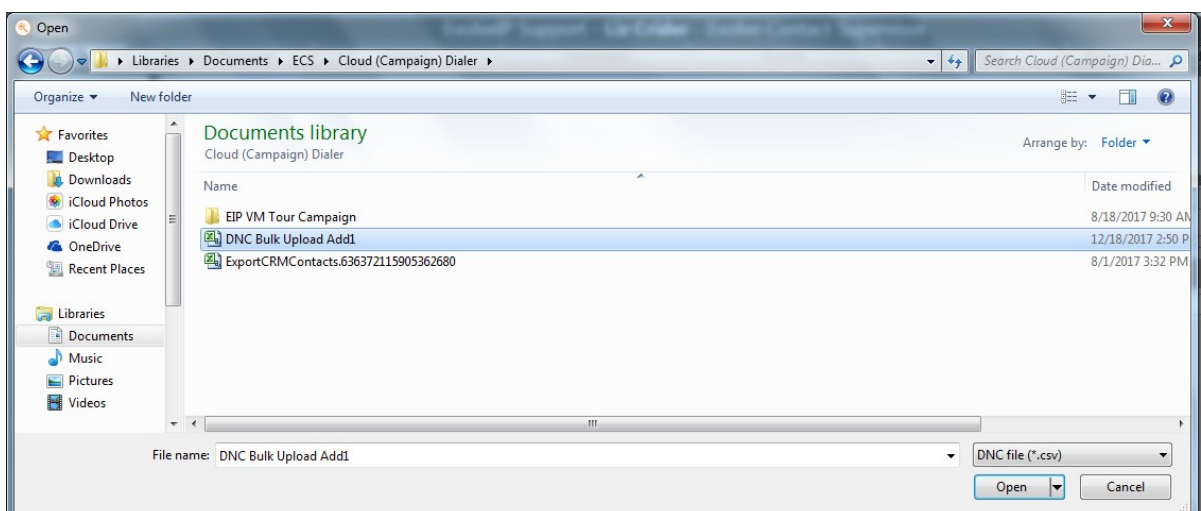 Open
Libraries ▸ Documents ▸ ECS ▸ Cloud (Campaign) Dialer ▸
Search Cloud (Campaign) Dia...
Organize New folder
Favorites
Desktop
Downloads
iCloud Photos
iCloud Drive
OneDrive
Recent Places
Libraries
Documents
Music
Pictures
Videos
Documents library
Cloud (Campaign) Dialer
Arrange by: Folder
Name Date modified
EIP VM Tour Campaign 8/18/2017 9:30 AM
DNC Bulk Upload Add1 12/18/2017 2:50 P
ExportCRMContacts.636372115905362680 8/1/2017 3:32 PM
File name: DNC Bulk Upload Add1
DNC file (*.csv)
Open Cancel